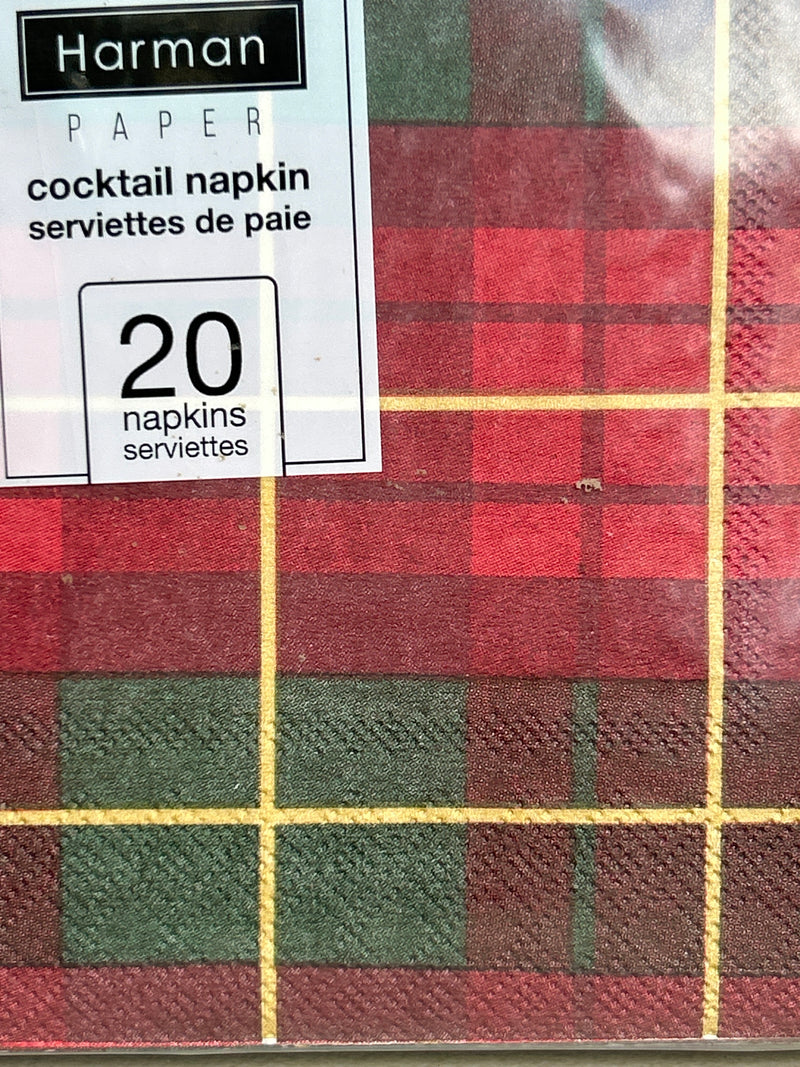 Harman
PAPER
cocktail napkin
serviettes de paie
20
napkins
serviettes